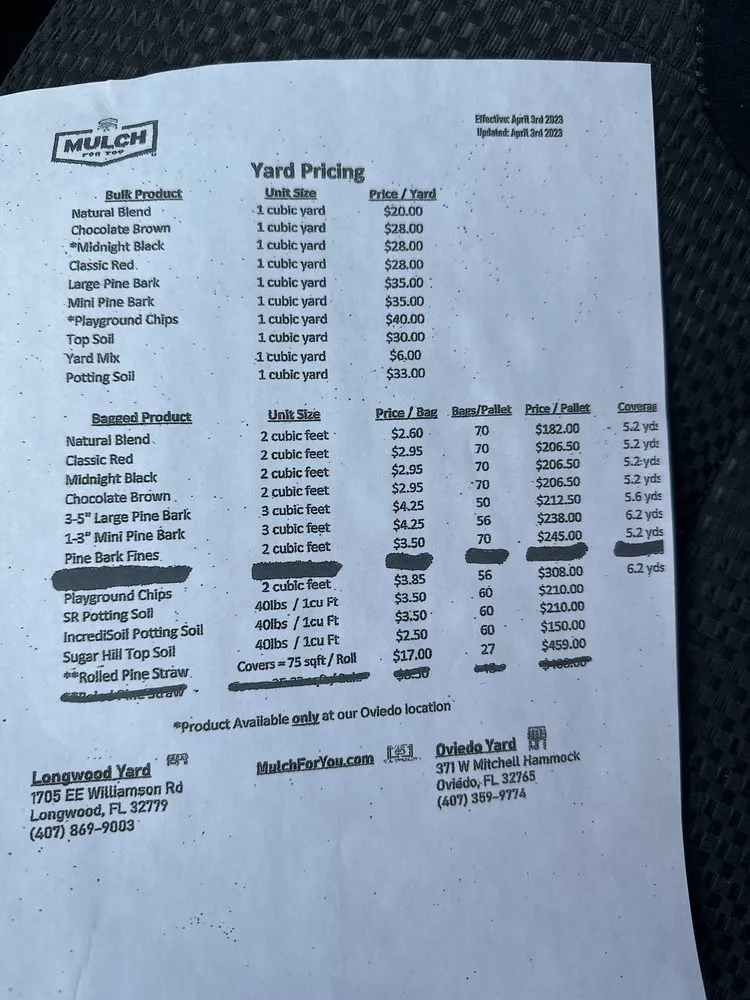 MULCH
FOR YOU
Effective: April 3rd 2023
Updated: April 3rd 2023
Yard Pricing
Bulk Product Unit Size Price / Yard
Natural Blend 1 cubic yard $20.00
Chocolate Brown 1 cubic yard $28.00
*Midnight Black 1 cubic yard $28.00
Classic Red 1 cubic yard $28.00
Large Pine Bark 1 cubic yard $35.00
Mini Pine Bark 1 cubic yard $35.00
*Playground Chips 1 cubic yard $40.00
Top Soil 1 cubic yard $30.00
Yard Mix 1 cubic yard $6.00
Potting Soil 1 cubic yard $33.00
Bagged Product Unit Size Price / Bag Bags/Pallet Price / Pallet Coverag
Natural Blend 2 cubic feet $2.60 70 $182.00 5.2 yds
Classic Red 2 cubic feet $2.95 70 $206.50 5.2 yds
Midnight Black 2 cubic feet $2.95 70 $206.50 5.2 yds
Chocolate Brown 2 cubic feet $2.95 70 $206.50 5.2 yds
3-5" Large Pine Bark 3 cubic feet $4.25 50 $212.50 5.6 yds
1-3" Mini Pine Bark 3 cubic feet $4.25 56 $238.00 6.2 yds
Pine Bark Fines 2 cubic feet $3.50 70 $245.00 5.2 yds
Playground Chips 2 cubic feet $3.85 56 $308.00 6.2 yds
SR Potting Soil 40lbs / 1cu Ft $3.50 60 $210.00
IncrediSoil Potting Soil 40lbs / 1cu Ft $3.50 60 $210.00
Sugar Hill Top Soil 40lbs / 1cu Ft $2.50 60 $150.00
**Rolled Pine Straw Covers = 75 sqft / Roll $17.00 27 $459.00
*Product Available only at our Oviedo location
Longwood Yard
1705 EE Williamson Rd
Longwood, FL 32779
(407) 869-9003
MulchForYou.com
Oviedo Yard
371 W Mitchell Hammock
Oviedo, FL 32765
(407) 359-9774